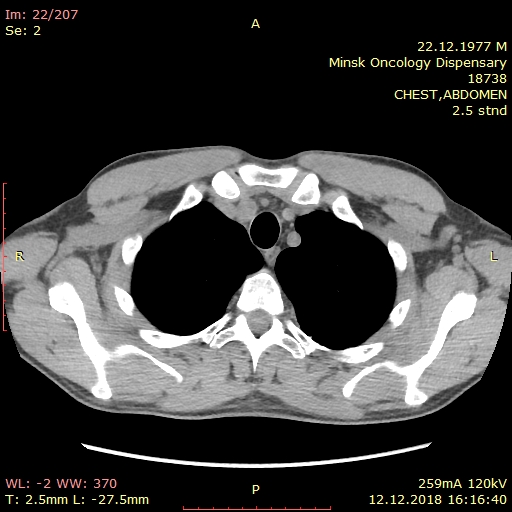 Im: 22/207
Se: 2
A
22.12.1977 M
Minsk Oncology Dispensary
18738
CHEST,ABDOMEN
2.5 stnd
R
L
WL: -2 WW: 370
T: 2.5mm L: -27.5mm
P
259mA 120kV
12.12.2018 16:16:40